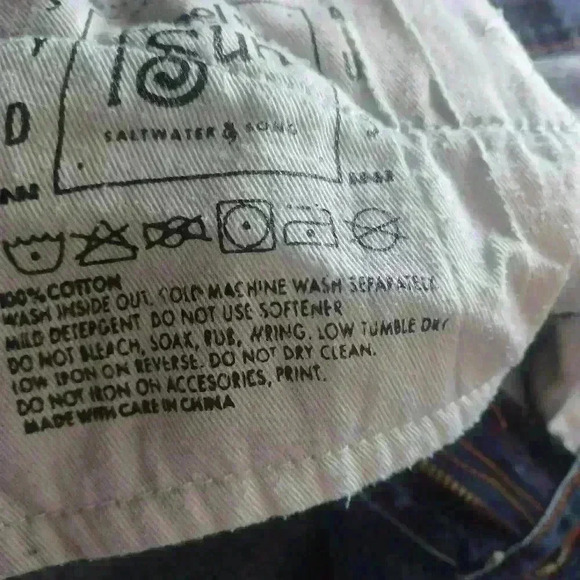 Sun
SALTWATER & SONG
D
100% COTTON
WASH INSIDE OUT. COLD MACHINE WASH SEPARATELY
MILD DETERGENT DO NOT USE SOFTENER
DO NOT BLEACH, SOAK, RUB, WRING. LOW TUMBLE DRY
LOW IRON ON REVERSE. DO NOT DRY CLEAN.
DO NOT IRON ON ACCESORIES, PRINT.
MADE WITH CARE IN CHINA